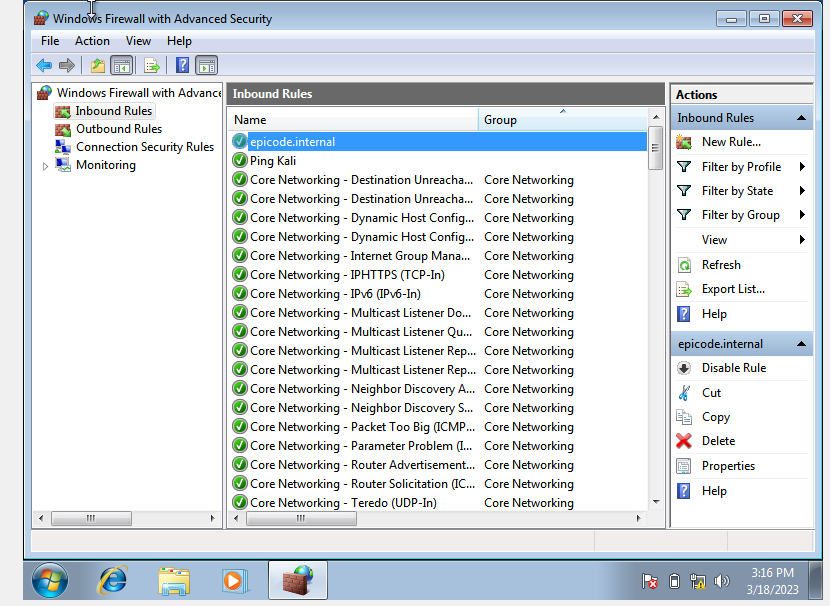 Windows Firewall with Advanced Security
File Action View Help
Windows Firewall with Advance
Inbound Rules
Outbound Rules
Connection Security Rules
Monitoring
Inbound Rules
Name Group
epicode.internal
Ping Kali
Core Networking - Destination Unreacha... Core Networking
Core Networking - Destination Unreacha... Core Networking
Core Networking - Dynamic Host Config... Core Networking
Core Networking - Dynamic Host Config... Core Networking
Core Networking - Internet Group Mana... Core Networking
Core Networking - IPHTTPS (TCP-In) Core Networking
Core Networking - IPv6 (IPv6-In) Core Networking
Core Networking - Multicast Listener Do... Core Networking
Core Networking - Multicast Listener Qu... Core Networking
Core Networking - Multicast Listener Rep... Core Networking
Core Networking - Multicast Listener Rep... Core Networking
Core Networking - Neighbor Discovery A... Core Networking
Core Networking - Neighbor Discovery S... Core Networking
Core Networking - Packet Too Big (ICMP... Core Networking
Core Networking - Parameter Problem (I... Core Networking
Core Networking - Router Advertisement... Core Networking
Core Networking - Router Solicitation (IC... Core Networking
Core Networking - Teredo (UDP-In) Core Networking
Actions
Inbound Rules
New Rule...
Filter by Profile
Filter by State
Filter by Group
View
Refresh
Export List...
Help
epicode.internal
Disable Rule
Cut
Copy
Delete
Properties
Help
3:16 PM
3/18/2023